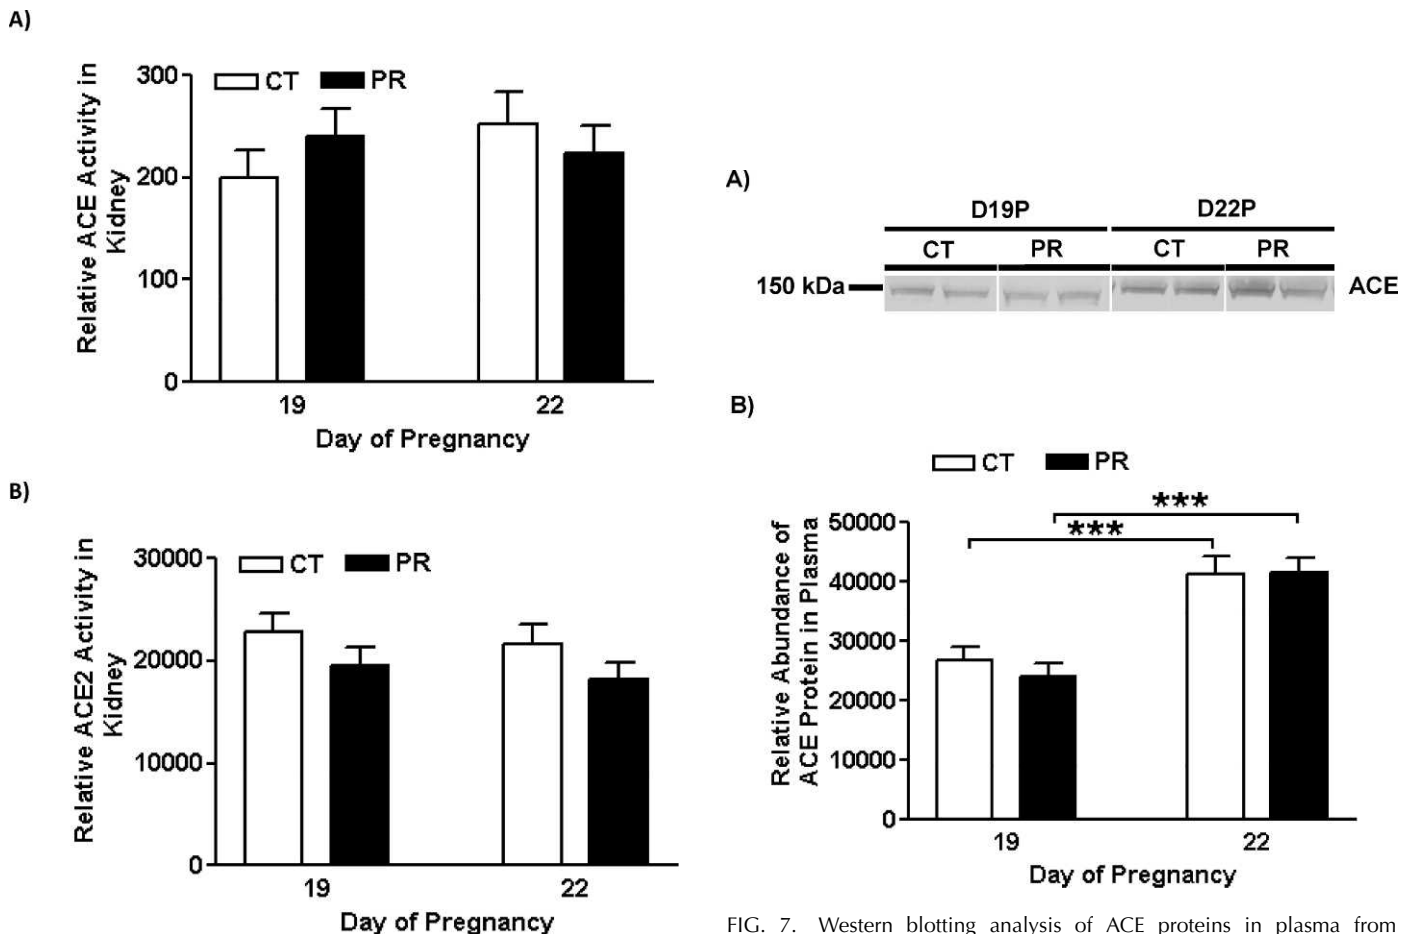 A)
Relative ACE Activity in
Kidney
300
200
100
0
CT
PR
19
22
Day of Pregnancy
B)
Relative ACE2 Activity in
Kidney
30000
20000
10000
0
CT
PR
19
22
Day of Pregnancy
A)
D19P
D22P
CT
PR
CT
PR
150 kDa
ACE
B)
CT
PR
Relative Abundance of
ACE Protein in Plasma
50000
40000
30000
20000
10000
0
***
***
19
22
Day of Pregnancy
FIG. 7. Western blotting analysis of ACE proteins in plasma from